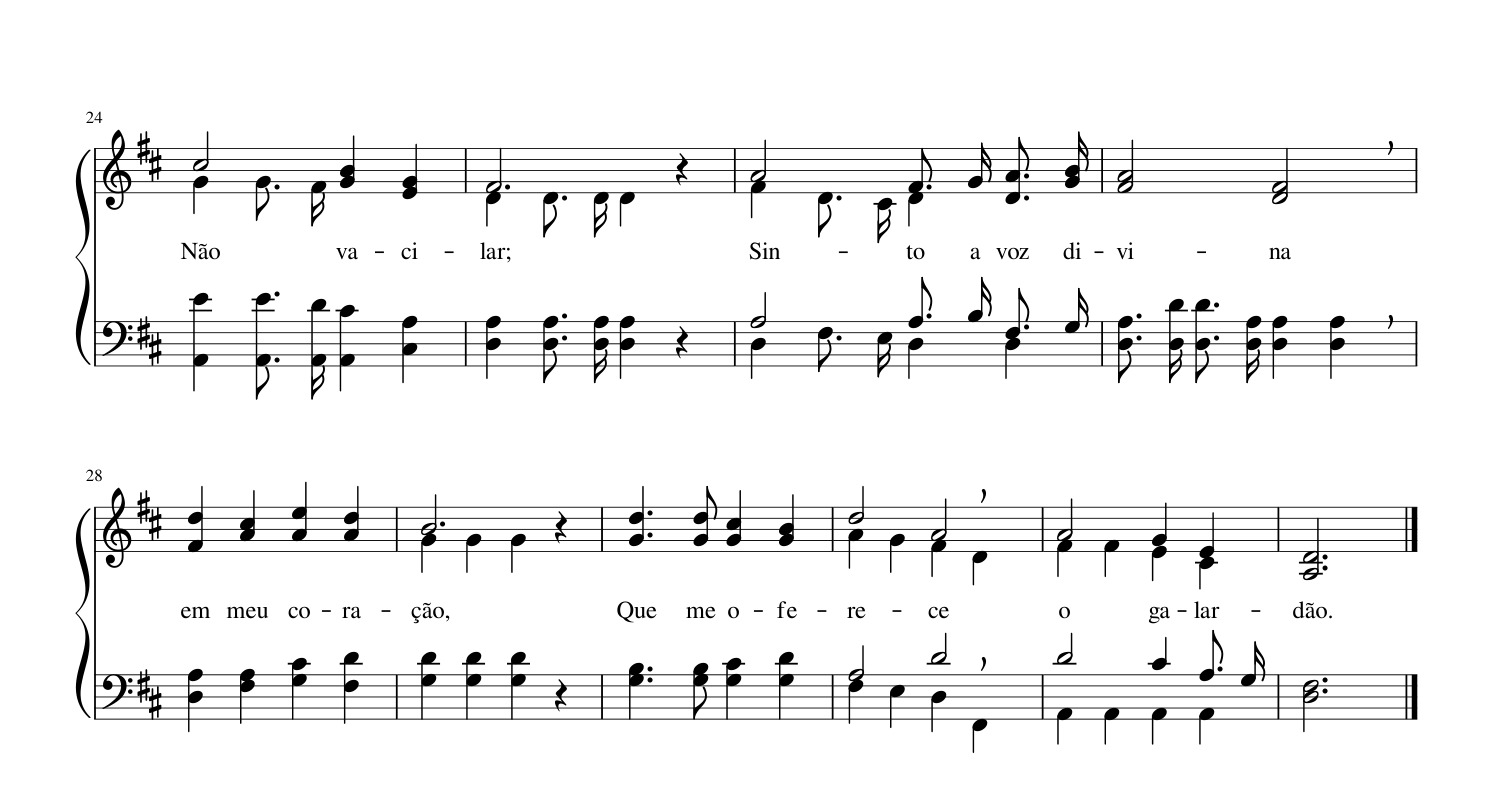 24
Não va – ci – lar; Sin – to a voz di – vi – na
28
em meu co – ra – ção, Que me o – fe – re – ce o ga – lar – dão.